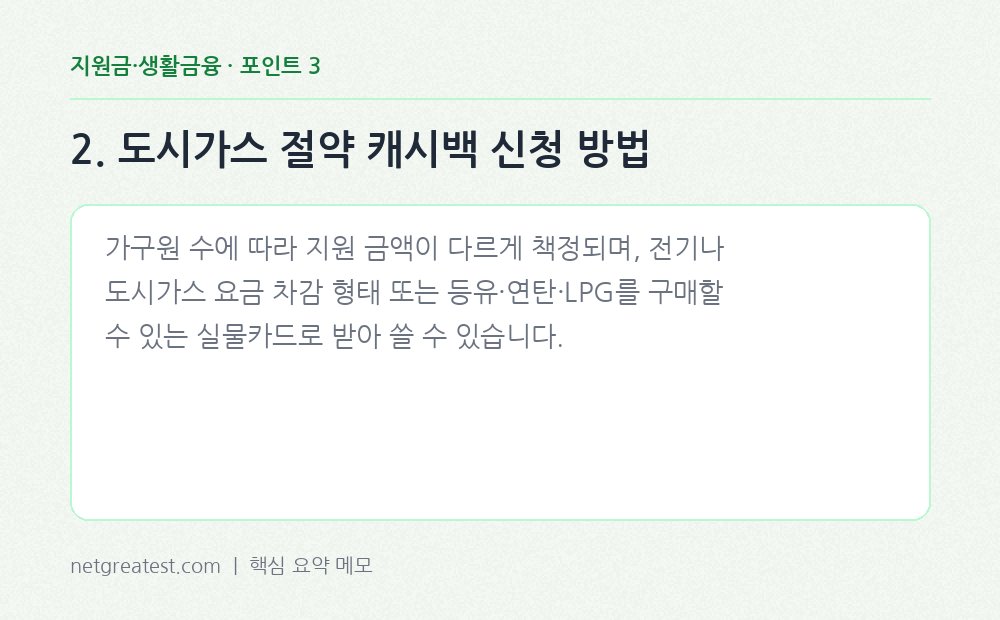 지원금·생활금융 · 포인트 3
2. 도시가스 절약 캐시백 신청 방법
가구원 수에 따라 지원 금액이 다르게 책정되며, 전기나
도시가스 요금 차감 형태 또는 등유·연탄·LPG를 구매할
수 있는 실물카드로 받아 쓸 수 있습니다.
netgreatest.com | 핵심 요약 메모